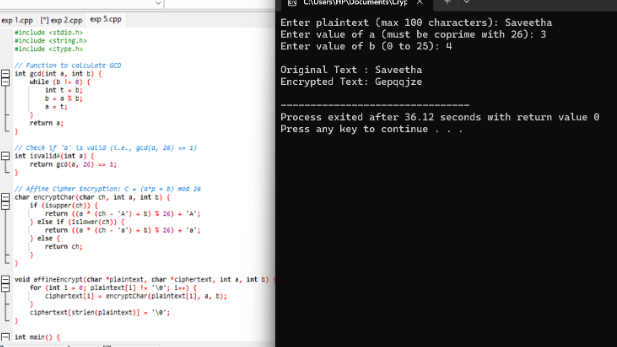 exp 1.cpp [*] exp 2.cpp exp 5.cpp
#include <stdio.h>
#include <string.h>
#include <ctype.h>
// Function to calculate GCD
int gcd(int a, int b) {
while (b != 0) {
int t = b;
b = a % b;
a = t;
}
return a;
}
// Check if 'a' is valid (i.e., gcd(a, 26) == 1)
int isValidA(int a) {
return gcd(a, 26) == 1;
}
// Affine Cipher Encryption: C = (a*p + b) mod 26
char encryptChar(char ch, int a, int b) {
if (isupper(ch)) {
return ((a * (ch - 'A') + b) % 26) + 'A';
} else if (islower(ch)) {
return ((a * (ch - 'a') + b) % 26) + 'a';
} else {
return ch;
}
}
void affineEncrypt(char *plaintext, char *ciphertext, int a, int b)
for (int i = 0; plaintext[i] != '\0'; i++) {
ciphertext[i] = encryptChar(plaintext[i], a, b);
}
ciphertext[strlen(plaintext)] = '\0';
}
int main() {
C:\Users\HP\Documents\Cryp
Enter plaintext (max 100 characters): Saveetha
Enter value of a (must be coprime with 26): 3
Enter value of b (0 to 25): 4
Original Text : Saveetha
Encrypted Text: Gepqqjze
--------------------------------
Process exited after 36.12 seconds with return value 0
Press any key to continue . . .